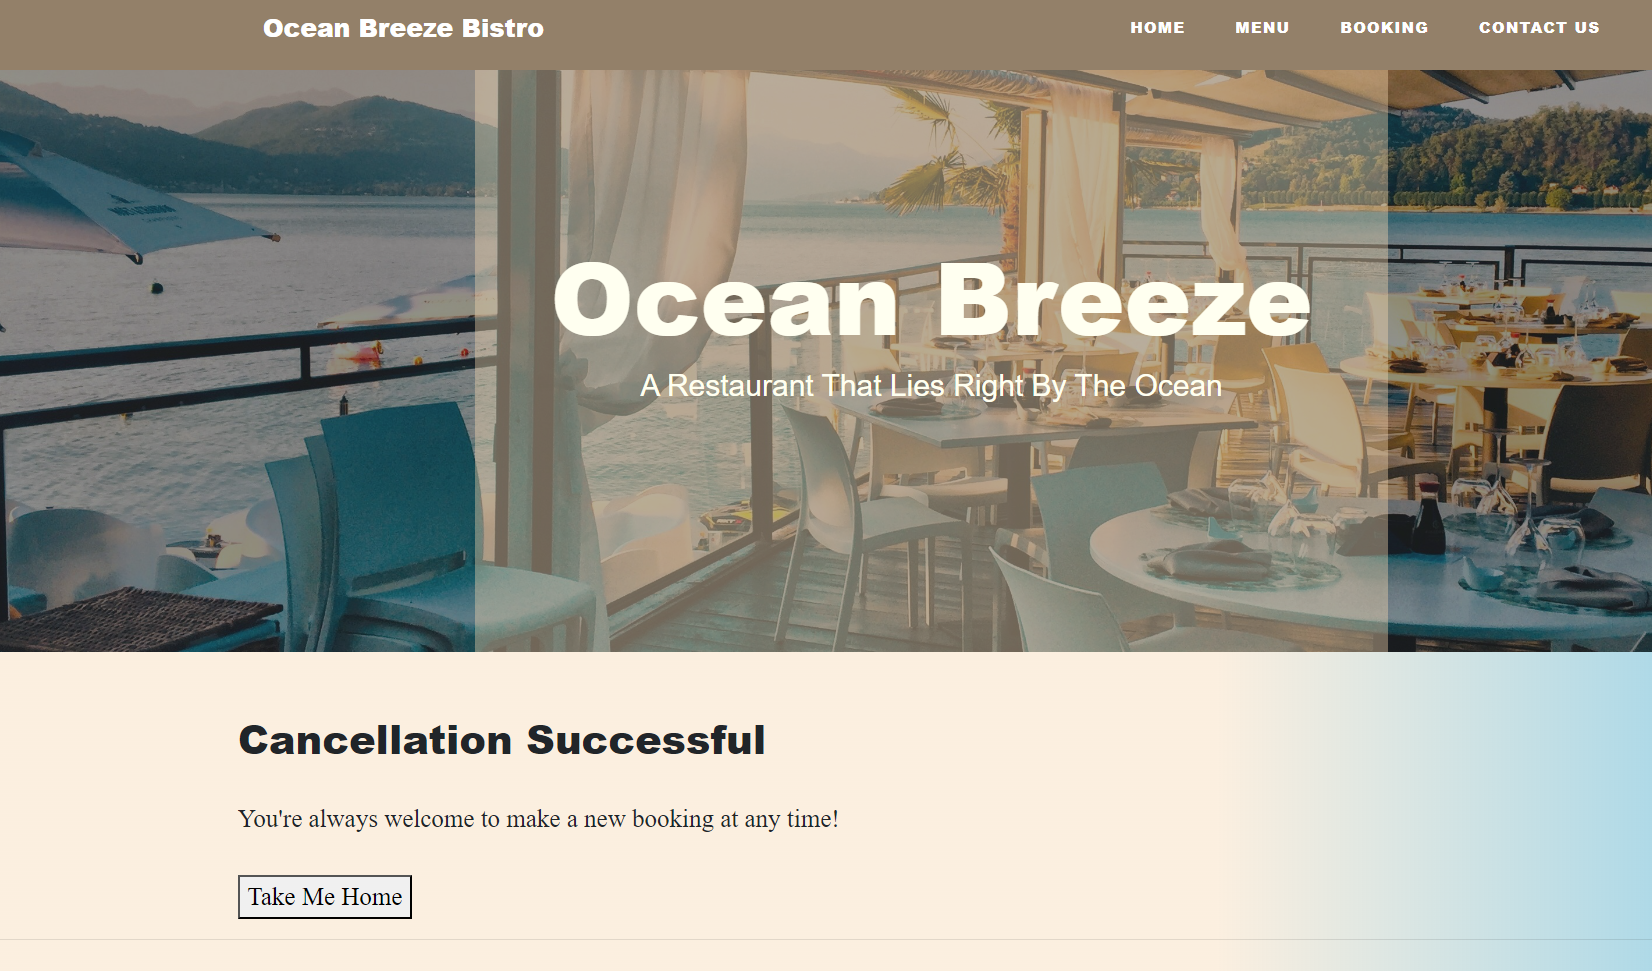 Ocean Breeze Bistro
HOME MENU BOOKING CONTACT US
Ocean Breeze
A Restaurant That Lies Right By The Ocean
Cancellation Successful
You're always welcome to make a new booking at any time!
Take Me Home